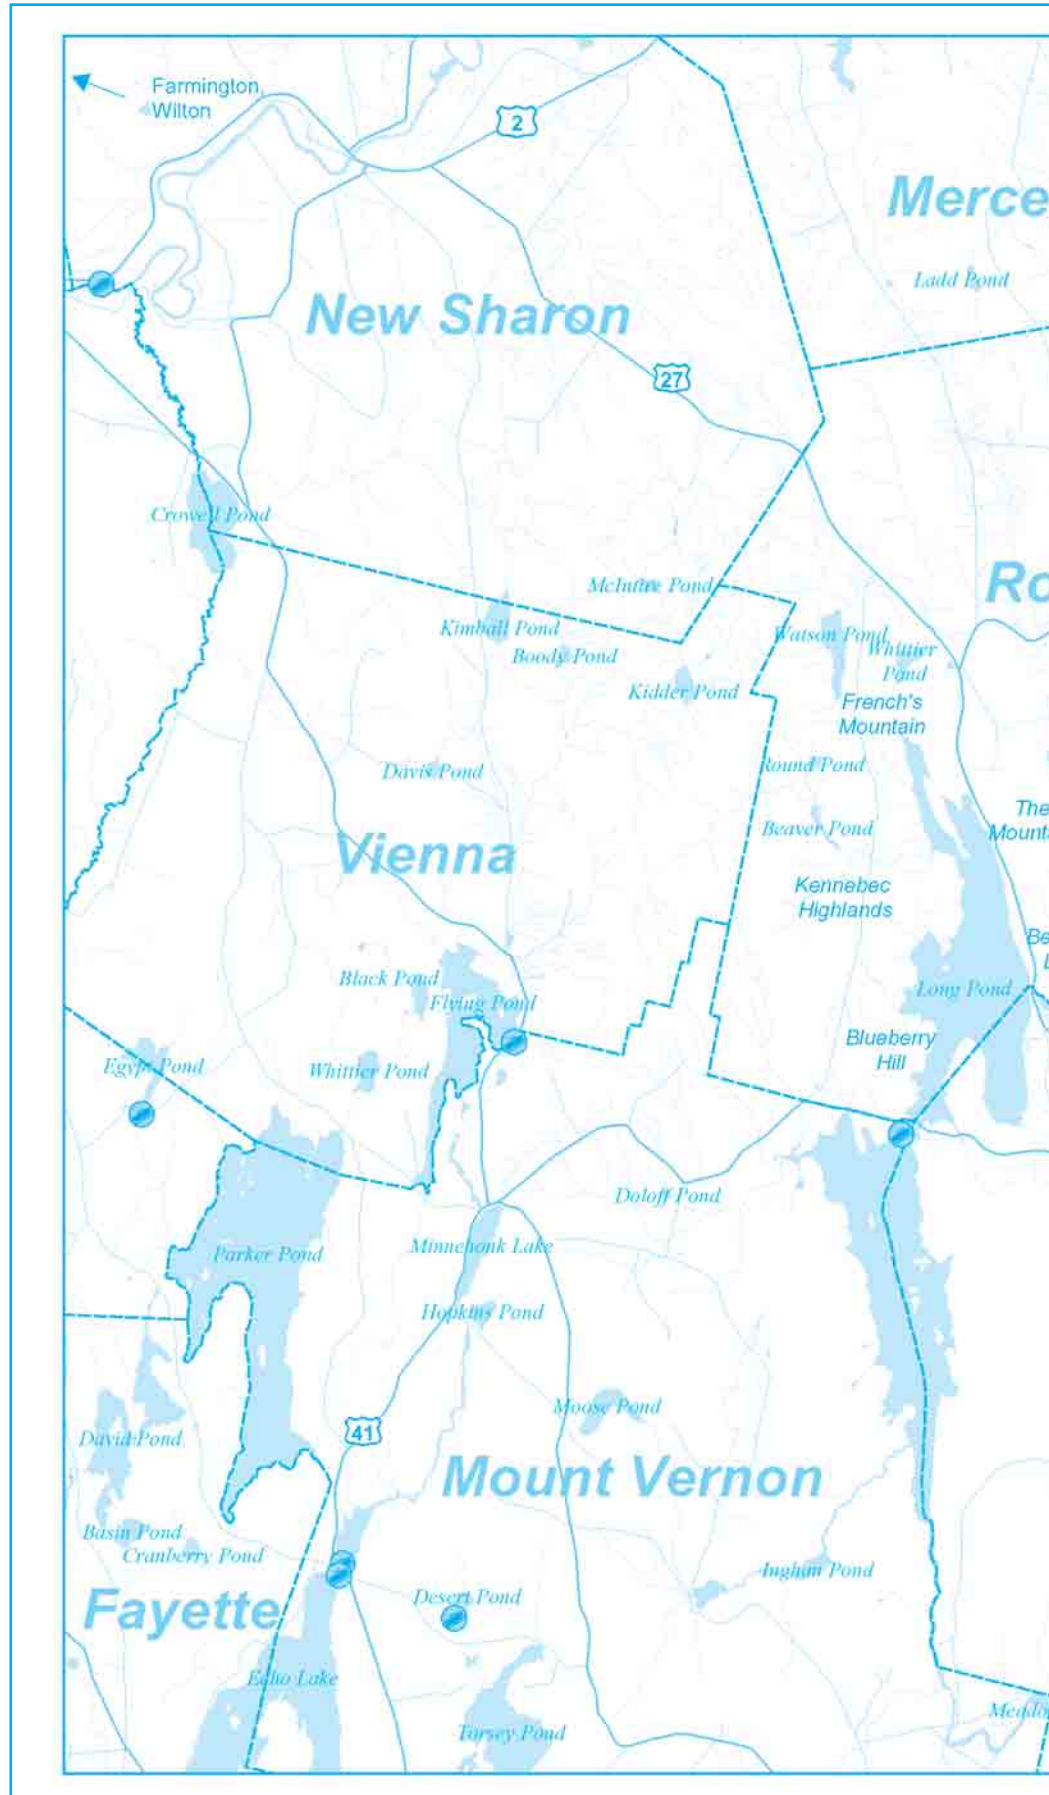 Farmington,
Wilton
2
Merce
Ladd Pond
New Sharon
27
Crowell Pond
McIntire Pond
Ro
Kimball Pond
Watson Pond
Boody Pond
Whittier
Pond
Kidder Pond
French's
Mountain
Davis Pond
Round Pond
The
Mounta
Beaver Pond
Vienna
Kennebec
Highlands
Be
L
Black Pond
Flying Pond
Long Pond
Blueberry
Hill
Egypt Pond
Whittier Pond
Doloff Pond
Parker Pond
Minnehonk Lake
Hopkins Pond
Moose Pond
41
David Pond
Mount Vernon
Basin Pond
Cranberry Pond
Ingham Pond
Fayette
Desert Pond
Echo Lake
Torsey Pond
Meado